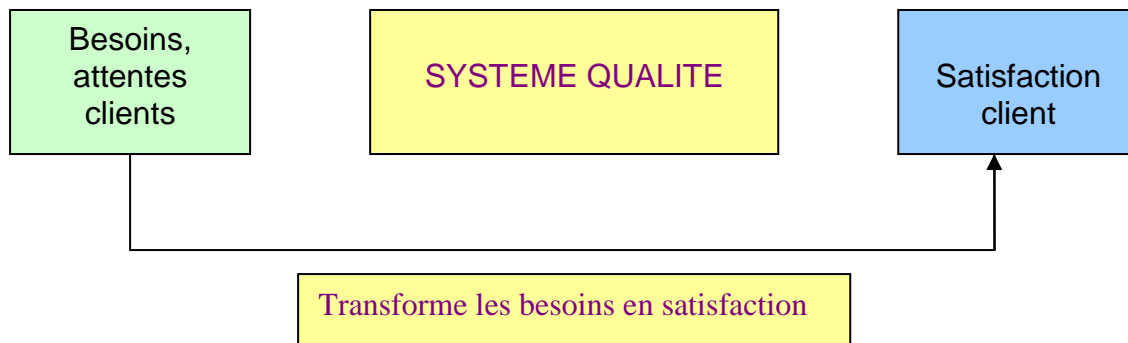 Besoins,
attentes
clients
SYSTEME QUALITE
Satisfaction
client
Transforme les besoins en satisfaction